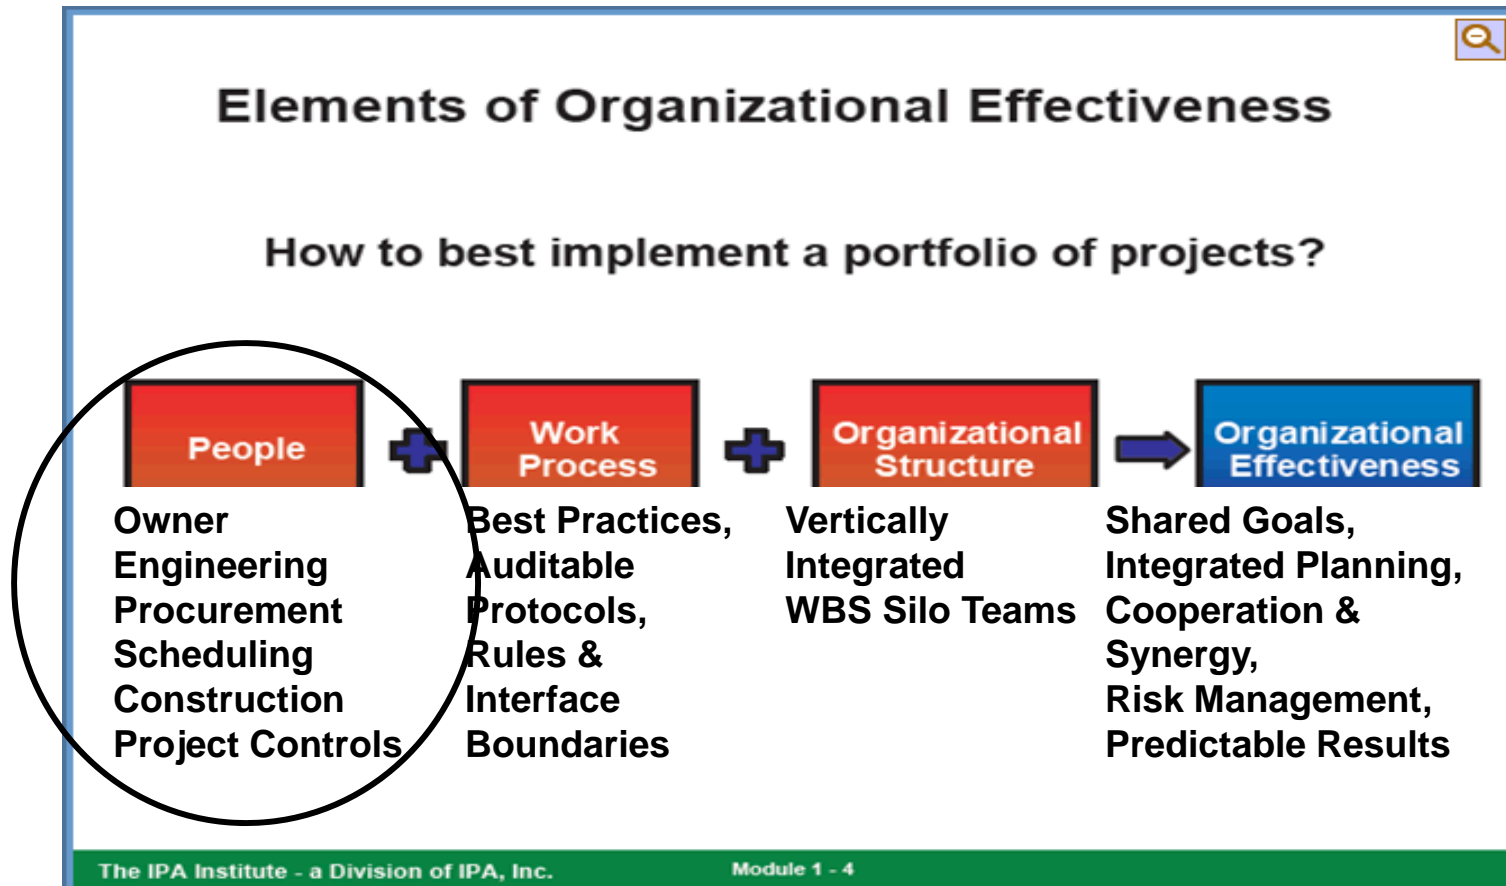 Elements of Organizational Effectiveness
How to best implement a portfolio of projects?
People
Work
Process
Organizational
Structure
Organizational
Effectiveness
Owner
Engineering
Procurement
Scheduling
Construction
Project Controls
Best Practices,
Auditable
Protocols,
Rules &
Interface
Boundaries
Vertically
Integrated
WBS Silo Teams
Shared Goals,
Integrated Planning,
Cooperation &
Synergy,
Risk Management,
Predictable Results
The IPA Institute - a Division of IPA, Inc.
Module 1 - 4